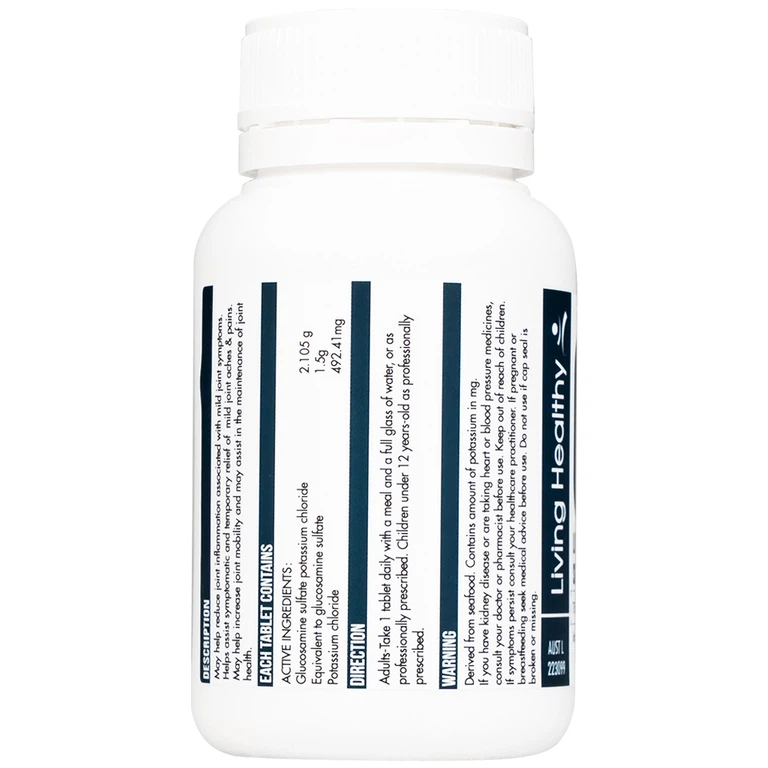 DESCRIPTION
May help reduce joint inflammation associated with mild joint symptoms.
Helps assist symptomatic and temporary relief of mild joint aches & pains.
May help increase joint mobility and may assist in the maintenance of joint
health.
EACH TABLET CONTAINS
ACTIVE INGREDIENTS:
Glucosamine sulfate potassium chloride 2.105 g
Equivalent to glucosamine sulfate 1.5g
Potassium chloride 492.41mg
DIRECTION
Adults-Take 1 tablet daily with a meal and a full glass of water, or as
professionally prescribed. Children under 12 years-old as professionally
prescribed.
WARNING
Derived from seafood. Contains amount of potassium in mg.
If you have kidney disease or are taking heart or blood pressure medicines,
consult your doctor or pharmacist before use. Keep out of reach of children.
If symptoms persist consult your healthcare practitioner. If pregnant or
breastfeeding seek medical advice before use. Do not use if cap seal is
broken or missing.
AUST L
223099
Living Healthy